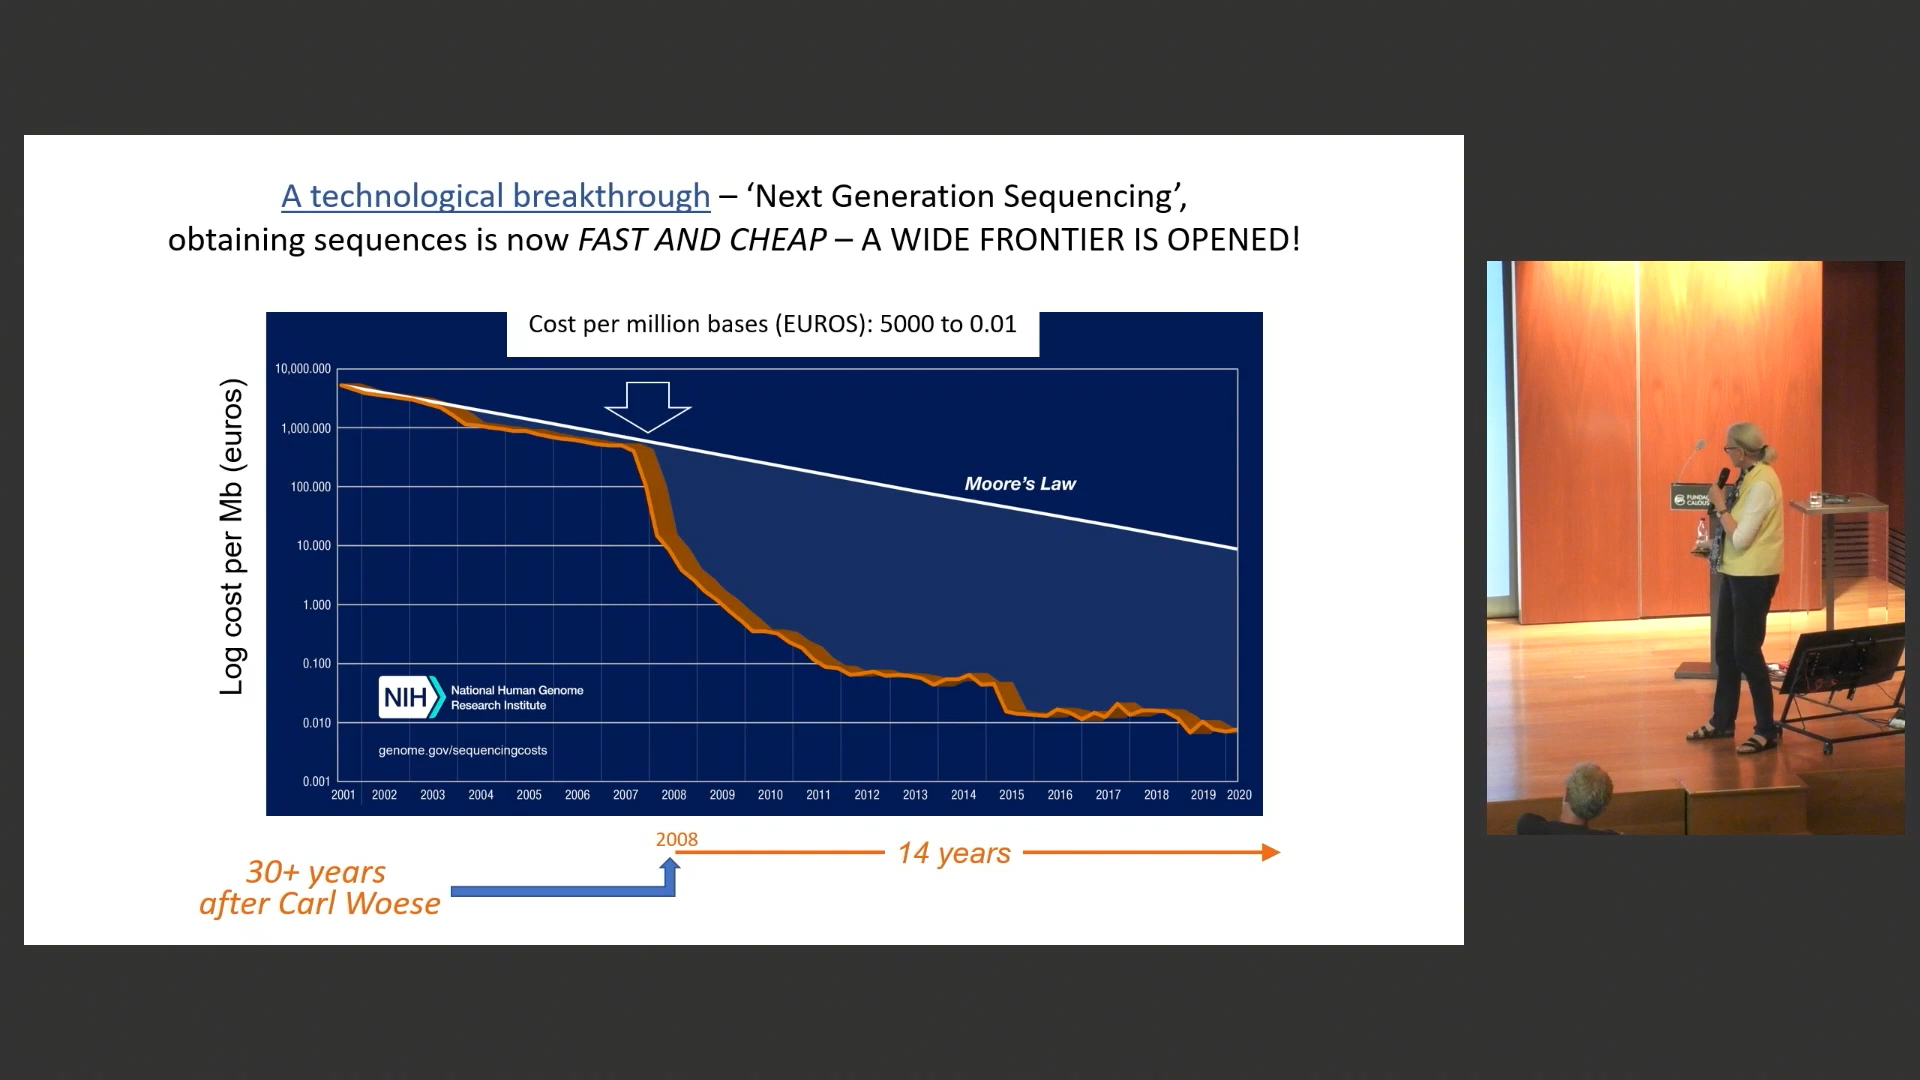 A technological breakthrough – ‘Next Generation Sequencing’,
obtaining sequences is now FAST AND CHEAP – A WIDE FRONTIER IS OPENED!
Cost per million bases (EUROS): 5000 to 0.01
Log cost per Mb (euros)
10,000.000
1,000.000
100.000
10.000
1.000
0.100
0.010
0.001
Moore's Law
NIH
National Human Genome
Research Institute
genome.gov/sequencingcosts
2001 2002 2003 2004 2005 2006 2007 2008 2009 2010 2011 2012 2013 2014 2015 2016 2017 2018 2019 2020
2008
14 years
30+ years
after Carl Woese